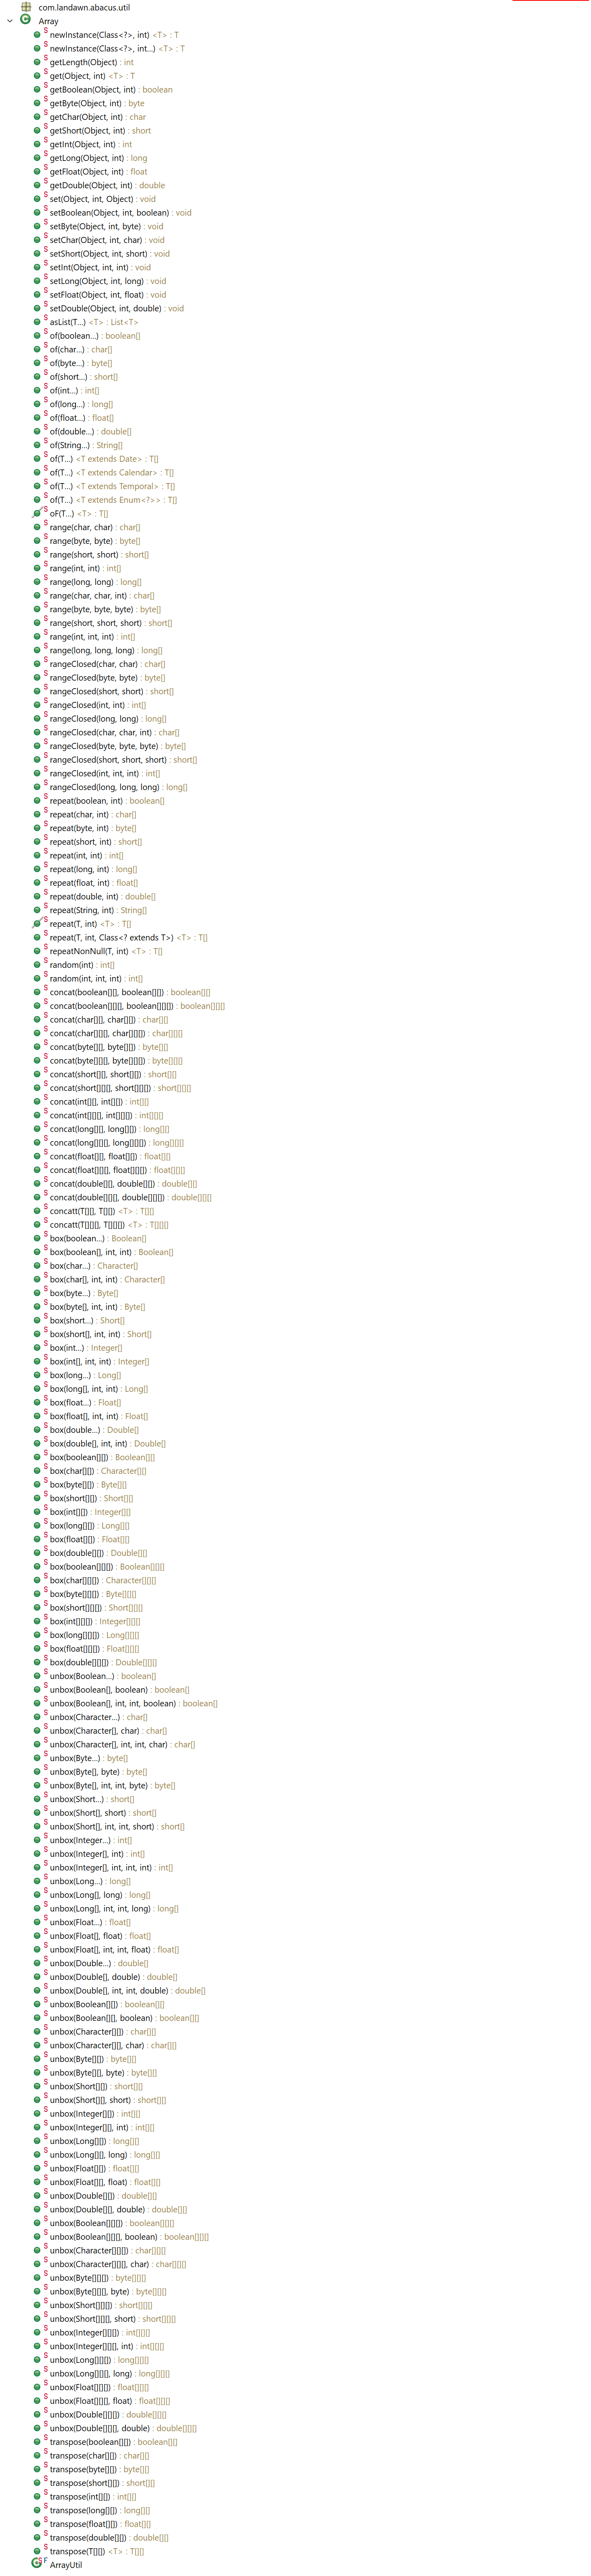 com.landawn.abacus.util
Array
newInstance(Class<?>, int) <T> : T
newInstance(Class<?>, int...) <T> : T
getLength(Object) : int
get(Object, int) <T> : T
getBoolean(Object, int) : boolean
getByte(Object, int) : byte
getChar(Object, int) : char
getShort(Object, int) : short
getInt(Object, int) : int
getLong(Object, int) : long
getFloat(Object, int) : float
getDouble(Object, int) : double
set(Object, int, Object) : void
setBoolean(Object, int, boolean) : void
setByte(Object, int, byte) : void
setChar(Object, int, char) : void
setShort(Object, int, short) : void
setInt(Object, int, int) : void
setLong(Object, int, long) : void
setFloat(Object, int, float) : void
setDouble(Object, int, double) : void
asList(T...) <T> : List<T>
of(boolean...) : boolean[]
of(char...) : char[]
of(byte...) : byte[]
of(short...) : short[]
of(int...) : int[]
of(long...) : long[]
of(float...) : float[]
of(double...) : double[]
of(String...) : String[]
of(T...) <T extends Date> : T[]
of(T...) <T extends Calendar> : T[]
of(T...) <T extends Temporal> : T[]
of(T...) <T extends Enum<?>> : T[]
oF(T...) <T> : T[]
range(char, char) : char[]
range(byte, byte) : byte[]
range(short, short) : short[]
range(int, int) : int[]
range(long, long) : long[]
range(char, char, int) : char[]
range(byte, byte, byte) : byte[]
range(short, short, short) : short[]
range(int, int, int) : int[]
range(long, long, long) : long[]
rangeClosed(char, char) : char[]
rangeClosed(byte, byte) : byte[]
rangeClosed(short, short) : short[]
rangeClosed(int, int) : int[]
rangeClosed(long, long) : long[]
rangeClosed(char, char, int) : char[]
rangeClosed(byte, byte, byte) : byte[]
rangeClosed(short, short, short) : short[]
rangeClosed(int, int, int) : int[]
rangeClosed(long, long, long) : long[]
repeat(boolean, int) : boolean[]
repeat(char, int) : char[]
repeat(byte, int) : byte[]
repeat(short, int) : short[]
repeat(int, int) : int[]
repeat(long, int) : long[]
repeat(float, int) : float[]
repeat(double, int) : double[]
repeat(String, int) : String[]
repeat(T, int) <T> : T[]
repeat(T, int, Class<? extends T>) <T> : T[]
repeatNonNull(T, int) <T> : T[]
random(int) : int[]
random(int, int, int) : int[]
concat(boolean[][], boolean[][]) : boolean[][]
concat(boolean[][][], boolean[][][]) : boolean[][][]
concat(char[][], char[][]) : char[][]
concat(char[][][], char[][][]) : char[][][]
concat(byte[][], byte[][]) : byte[][]
concat(byte[][][], byte[][][]) : byte[][][]
concat(short[][], short[][]) : short[][]
concat(short[][][], short[][][]) : short[][][]
concat(int[][], int[][]) : int[][]
concat(int[][][], int[][][]) : int[][][]
concat(long[][], long[][]) : long[][]
concat(long[][][], long[][][]) : long[][][]
concat(float[][], float[][]) : float[][]
concat(float[][][], float[][][]) : float[][][]
concat(double[][], double[][]) : double[][]
concat(double[][][], double[][][]) : double[][][]
concatt(T[][], T[][]) <T> : T[][]
concatt(T[][][], T[][][]) <T> : T[][][]
box(boolean...) : Boolean[]
box(boolean[], int, int) : Boolean[]
box(char...) : Character[]
box(char[], int, int) : Character[]
box(byte...) : Byte[]
box(byte[], int, int) : Byte[]
box(short...) : Short[]
box(short[], int, int) : Short[]
box(int...) : Integer[]
box(int[], int, int) : Integer[]
box(long...) : Long[]
box(long[], int, int) : Long[]
box(float...) : Float[]
box(float[], int, int) : Float[]
box(double...) : Double[]
box(double[], int, int) : Double[]
box(boolean[][]) : Boolean[][]
box(char[][]) : Character[][]
box(byte[][]) : Byte[][]
box(short[][]) : Short[][]
box(int[][]) : Integer[][]
box(long[][]) : Long[][]
box(float[][]) : Float[][]
box(double[][]) : Double[][]
box(boolean[][][]) : Boolean[][][]
box(char[][][]) : Character[][][]
box(byte[][][]) : Byte[][][]
box(short[][][]) : Short[][][]
box(int[][][]) : Integer[][][]
box(long[][][]) : Long[][][]
box(float[][][]) : Float[][][]
box(double[][][]) : Double[][][]
unbox(Boolean...) : boolean[]
unbox(Boolean[], boolean) : boolean[]
unbox(Boolean[], int, int, boolean) : boolean[]
unbox(Character...) : char[]
unbox(Character[], char) : char[]
unbox(Character[], int, int, char) : char[]
unbox(Byte...) : byte[]
unbox(Byte[], byte) : byte[]
unbox(Byte[], int, int, byte) : byte[]
unbox(Short...) : short[]
unbox(Short[], short) : short[]
unbox(Short[], int, int, short) : short[]
unbox(Integer...) : int[]
unbox(Integer[], int) : int[]
unbox(Integer[], int, int, int) : int[]
unbox(Long...) : long[]
unbox(Long[], long) : long[]
unbox(Long[], int, int, long) : long[]
unbox(Float...) : float[]
unbox(Float[], float) : float[]
unbox(Float[], int, int, float) : float[]
unbox(Double...) : double[]
unbox(Double[], double) : double[]
unbox(Double[], int, int, double) : double[]
unbox(Boolean[][]) : boolean[][]
unbox(Boolean[][], boolean) : boolean[][]
unbox(Character[][]) : char[][]
unbox(Character[][], char) : char[][]
unbox(Byte[][]) : byte[][]
unbox(Byte[][], byte) : byte[][]
unbox(Short[][]) : short[][]
unbox(Short[][], short) : short[][]
unbox(Integer[][]) : int[][]
unbox(Integer[][], int) : int[][]
unbox(Long[][]) : long[][]
unbox(Long[][], long) : long[][]
unbox(Float[][]) : float[][]
unbox(Float[][], float) : float[][]
unbox(Double[][]) : double[][]
unbox(Double[][], double) : double[][]
unbox(Boolean[][][]) : boolean[][][]
unbox(Boolean[][][], boolean) : boolean[][][]
unbox(Character[][][]) : char[][][]
unbox(Character[][][], char) : char[][][]
unbox(Byte[][][]) : byte[][][]
unbox(Byte[][][], byte) : byte[][][]
unbox(Short[][][]) : short[][][]
unbox(Short[][][], short) : short[][][]
unbox(Integer[][][]) : int[][][]
unbox(Integer[][][], int) : int[][][]
unbox(Long[][][]) : long[][][]
unbox(Long[][][], long) : long[][][]
unbox(Float[][][]) : float[][][]
unbox(Float[][][], float) : float[][][]
unbox(Double[][][]) : double[][][]
unbox(Double[][][], double) : double[][][]
transpose(boolean[][]) : boolean[][]
transpose(char[][]) : char[][]
transpose(byte[][]) : byte[][]
transpose(short[][]) : short[][]
transpose(int[][]) : int[][]
transpose(long[][]) : long[][]
transpose(float[][]) : float[][]
transpose(double[][]) : double[][]
transpose(T[][]) <T> : T[][]
ArrayUtil